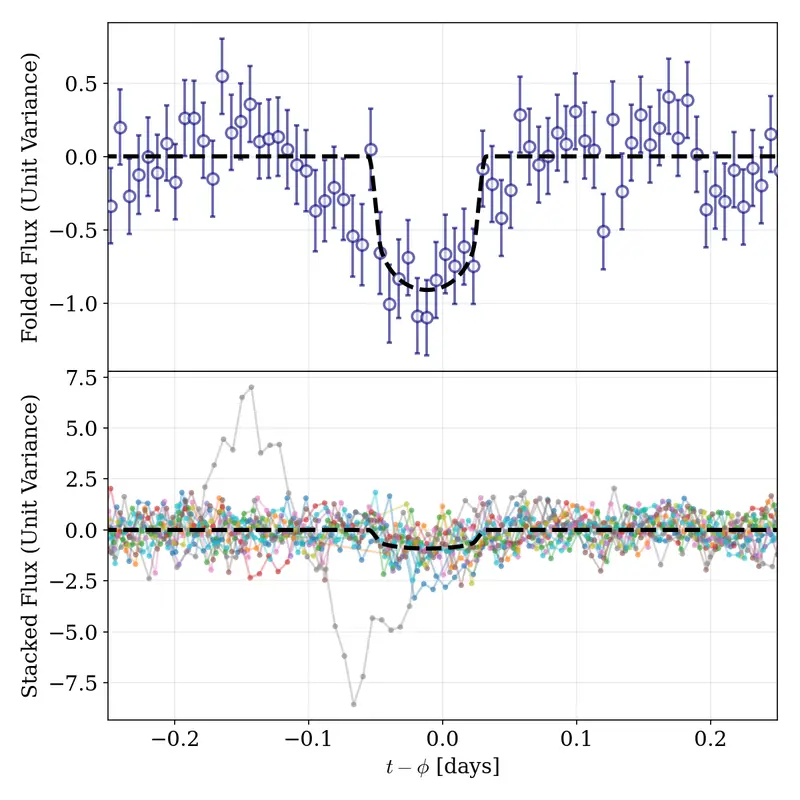 Folded Flux (Unit Variance)
0.5
0.0
−0.5
−1.0
Stacked Flux (Unit Variance)
7.5
5.0
2.5
0.0
−2.5
−5.0
−7.5
−0.2 −0.1 0.0 0.1 0.2
t − ϕ [days]